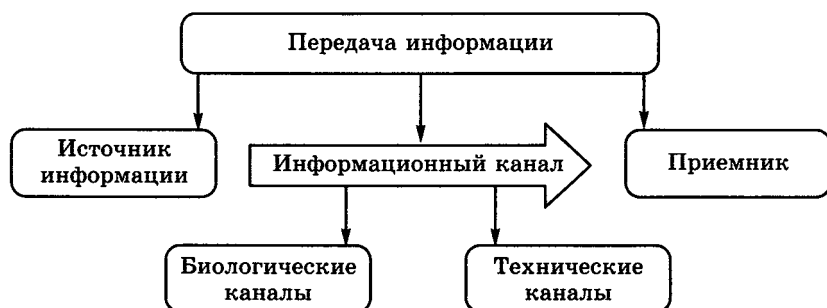 Передача информации
Источник
информации
Информационный канал
Приемник
Биологические
каналы
Технические
каналы